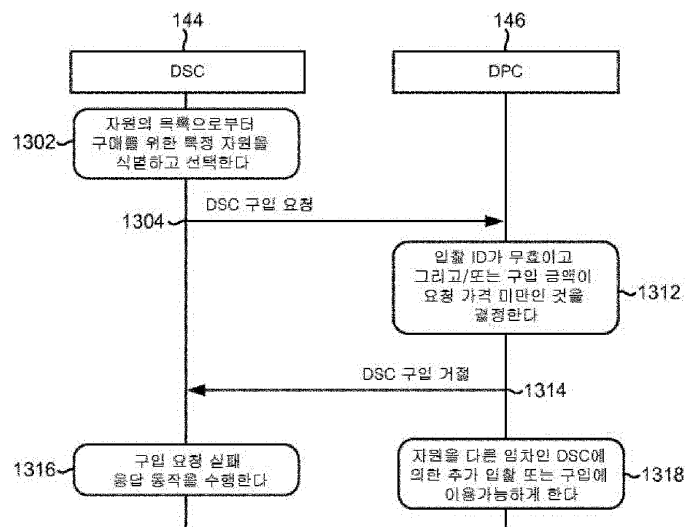 144
146
DSC
DPC
1302
자원의 목록으로부터
구매를 위한 특정 자원을
식별하고 선택한다
DSC 구입 요청
1304
입찰 ID가 무효이고
그리고/또는 구입 금액이
요청 가격 미만인 것을
결정한다
1312
DSC 구입 거절
1314
1316
구입 요청 실패
응답 동작을 수행한다
자원을 다른 임차인 DSC에
의한 추가 입찰 또는 구입에
이용가능하게 한다
1318